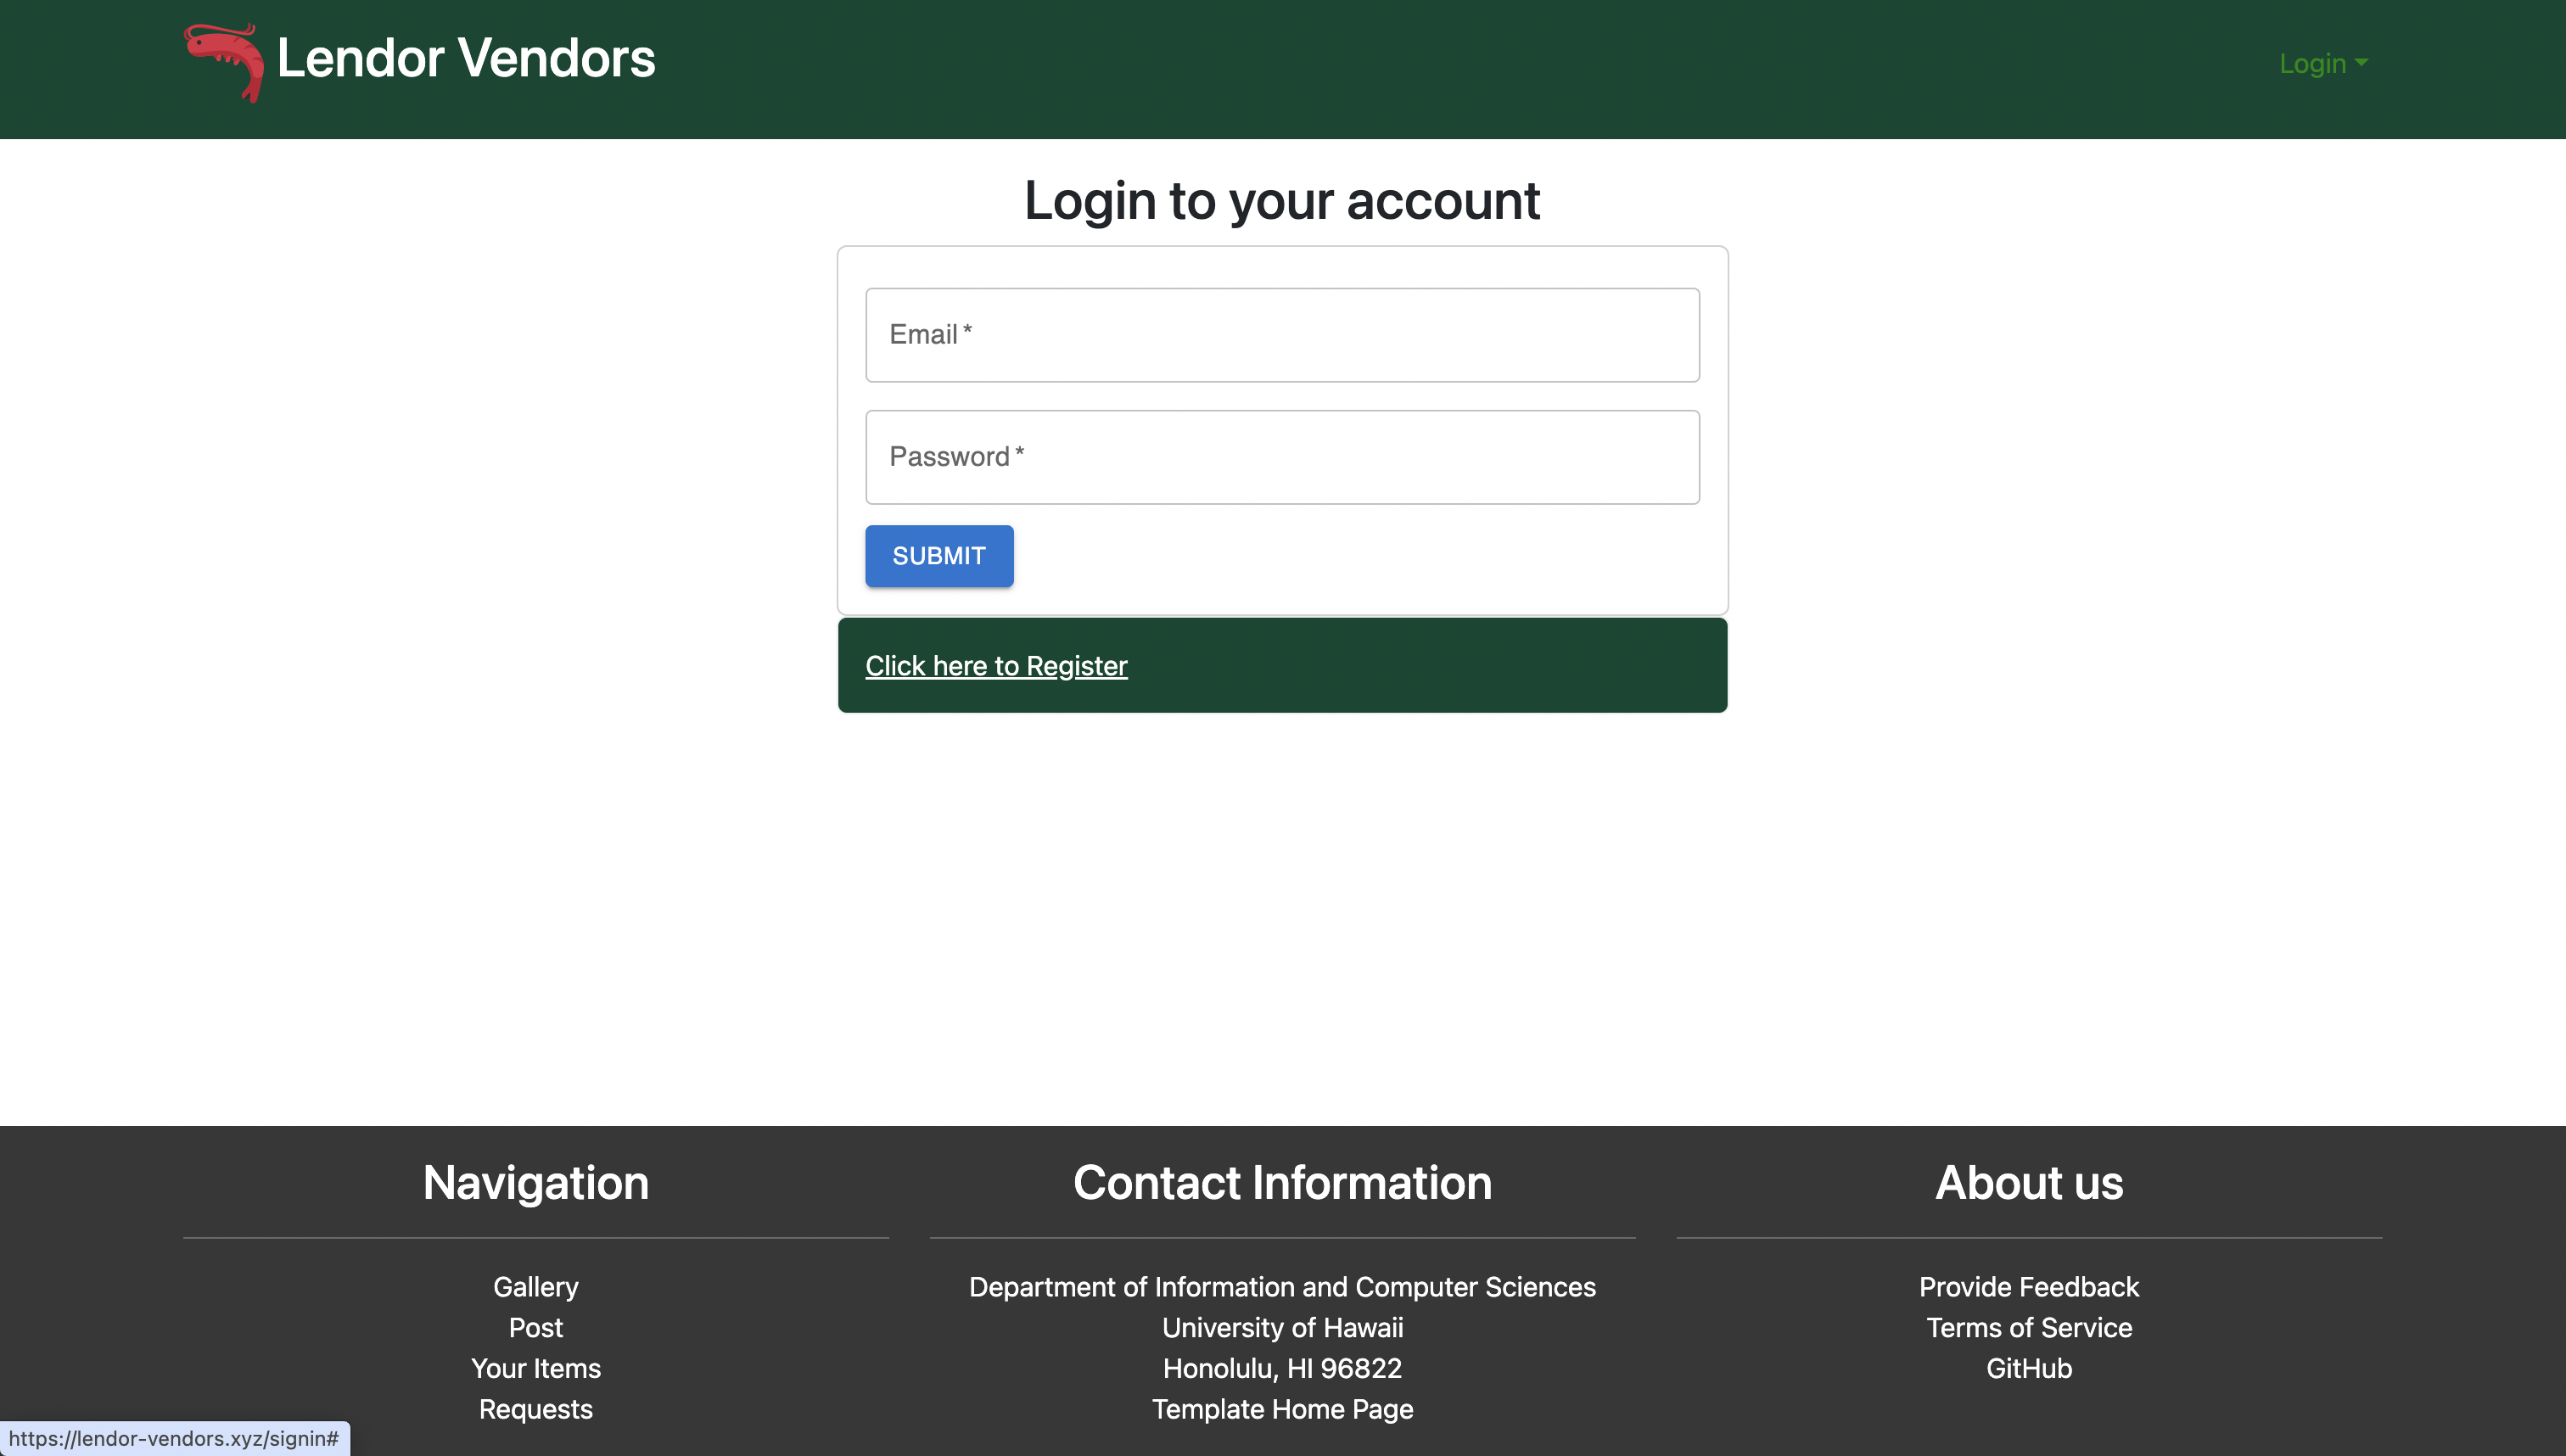 Lendor Vendors
Login
Login to your account
Email *
Password *
SUBMIT
Click here to Register
Navigation
Gallery
Post
Your Items
Requests
Contact Information
Department of Information and Computer Sciences
University of Hawaii
Honolulu, HI 96822
Template Home Page
About us
Provide Feedback
Terms of Service
GitHub
https://lendor-vendors.xyz/signin#